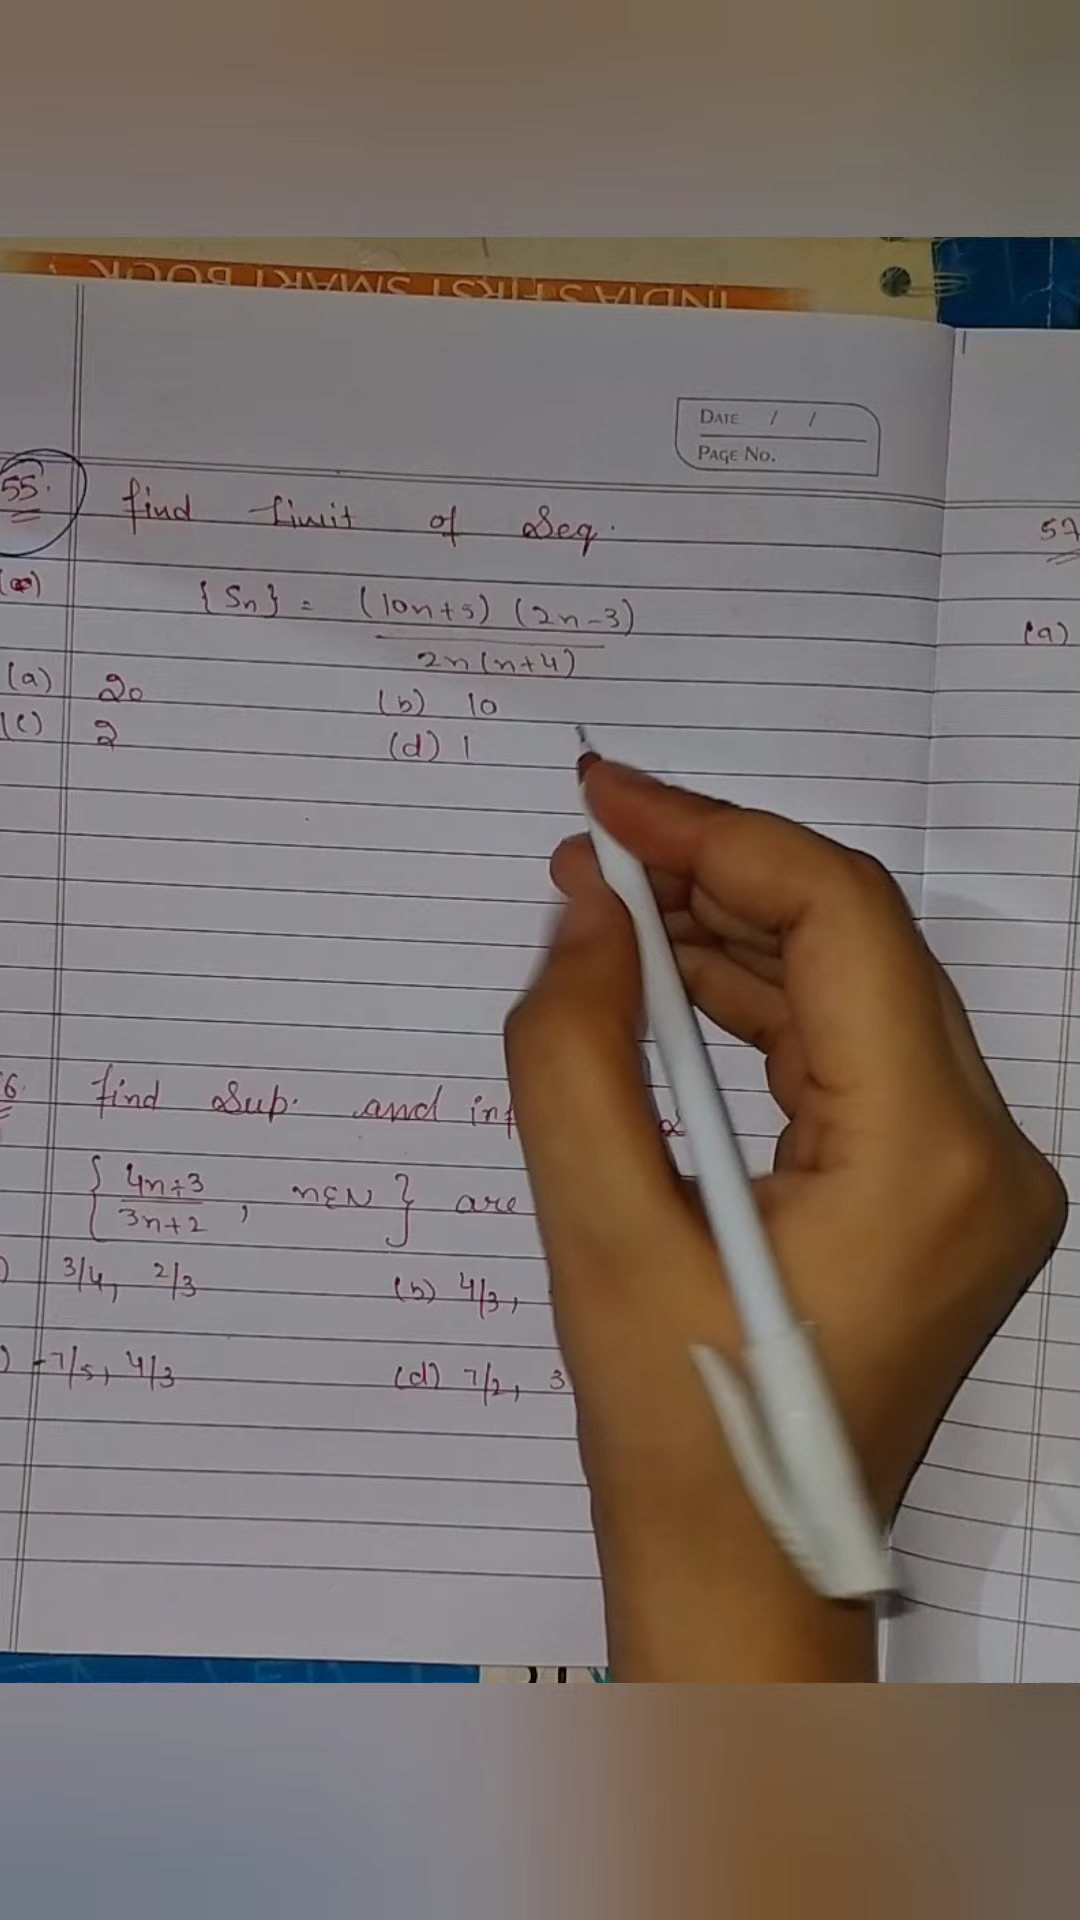 INDIA'S FIRST SMART BOOK
DATE / /
PAGE No.
55. find limit of Seq.
{Sn} = (10n+5) (2n-3)
2n(n+4)
(a) 20 (b) 10
(c) 2 (d) 1
57
(a)
6. find Sup. and inf
{ 4n+3 / 3n+2 , n∈N } are
) 3/4, 2/3 (b) 4/3,
) 7/5, 4/3 (d) 7/2, 3